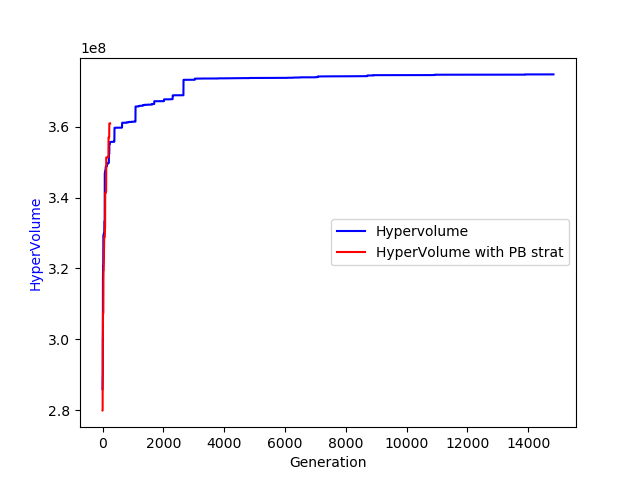 1e8
3.6
3.4
3.2
3.0
2.8
HyperVolume
Hypervolume
HyperVolume with PB strat
0 2000 4000 6000 8000 10000 12000 14000
Generation